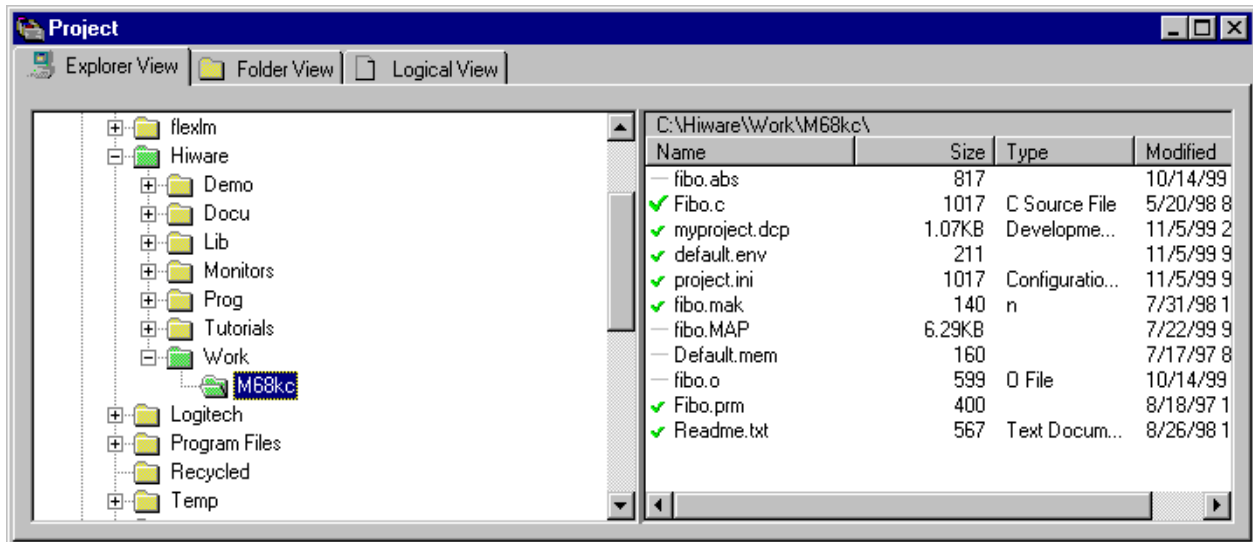 Project
Explorer View Folder View Logical View
flexlm
Hiware
Demo
Docu
Lib
Monitors
Prog
Tutorials
Work
M68kc
Logitech
Program Files
Recycled
Temp
C:\Hiware\Work\M68kc\
Name Size Type Modified
fibo.abs 817 10/14/99
Fibo.c 1017 C Source File 5/20/98 8
myproject.dcp 1.07KB Developme... 11/5/99 2
default.env 211 11/5/99 9
project.ini 1017 Configuratio... 11/5/99 9
fibo.mak 140 n 7/31/98 1
fibo.MAP 6.29KB 7/22/99 9
Default.mem 160 7/17/97 8
fibo.o 599 O File 10/14/99
Fibo.prm 400 8/18/97 1
Readme.txt 567 Text Docum... 8/26/98 1